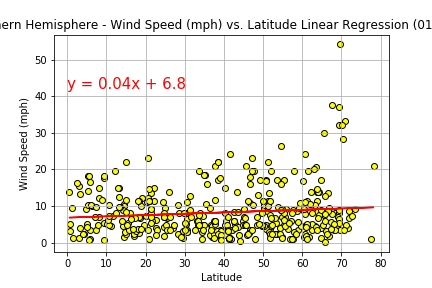 ern Hemisphere - Wind Speed (mph) vs. Latitude Linear Regression (01
y = 0.04x + 6.8
Wind Speed (mph)
50
40
30
20
10
0
0 10 20 30 40 50 60 70 80
Latitude